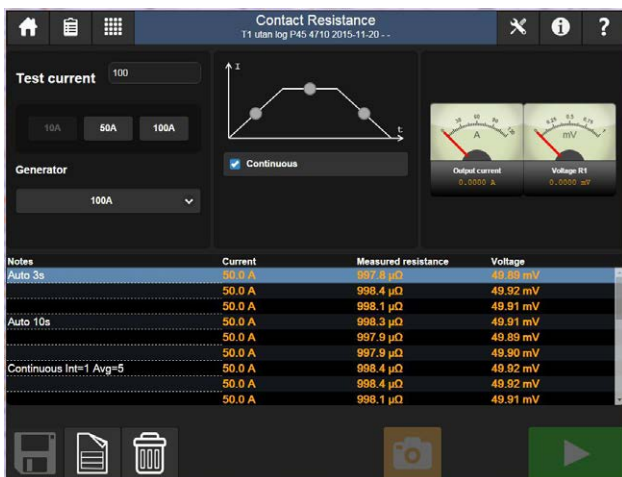 Contact Resistance
T1 utan log P45 4710 2015-11-20 - -
?
Test current 100
10A 50A 100A
Generator
100A
I
t
Continuous
A
mV
Output current
0.0000 A
Voltage R1
0.0000 mV
Notes Current Measured resistance Voltage
Auto 3s 50.0 A 997.8 µΩ 49.89 mV
50.0 A 998.4 µΩ 49.92 mV
50.0 A 998.1 µΩ 49.91 mV
Auto 10s 50.0 A 998.3 µΩ 49.91 mV
50.0 A 997.9 µΩ 49.89 mV
50.0 A 997.9 µΩ 49.90 mV
Continuous Int=1 Avg=5 50.0 A 998.4 µΩ 49.92 mV
50.0 A 998.4 µΩ 49.92 mV
50.0 A 998.1 µΩ 49.91 mV